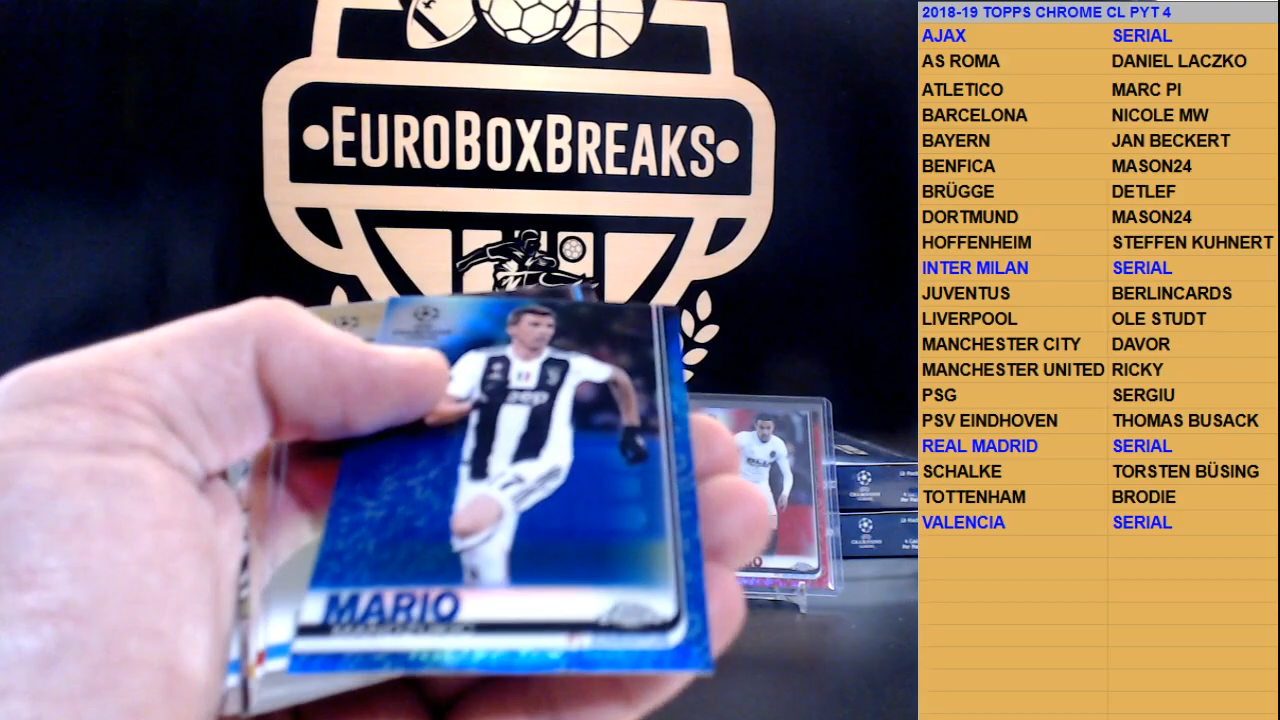 EUROBOXBREAKS
Jeep
7
MARIO
2018-19 TOPPS CHROME CL PYT 4
AJAX SERIAL
AS ROMA DANIEL LACZKO
ATLETICO MARC PI
BARCELONA NICOLE MW
BAYERN JAN BECKERT
BENFICA MASON24
BRÜGGE DETLEF
DORTMUND MASON24
HOFFENHEIM STEFFEN KUHNERT
INTER MILAN SERIAL
JUVENTUS BERLINCARDS
LIVERPOOL OLE STUDT
MANCHESTER CITY DAVOR
MANCHESTER UNITED RICKY
PSG SERGIU
PSV EINDHOVEN THOMAS BUSACK
REAL MADRID SERIAL
SCHALKE TORSTEN BÜSING
TOTTENHAM BRODIE
VALENCIA SERIAL